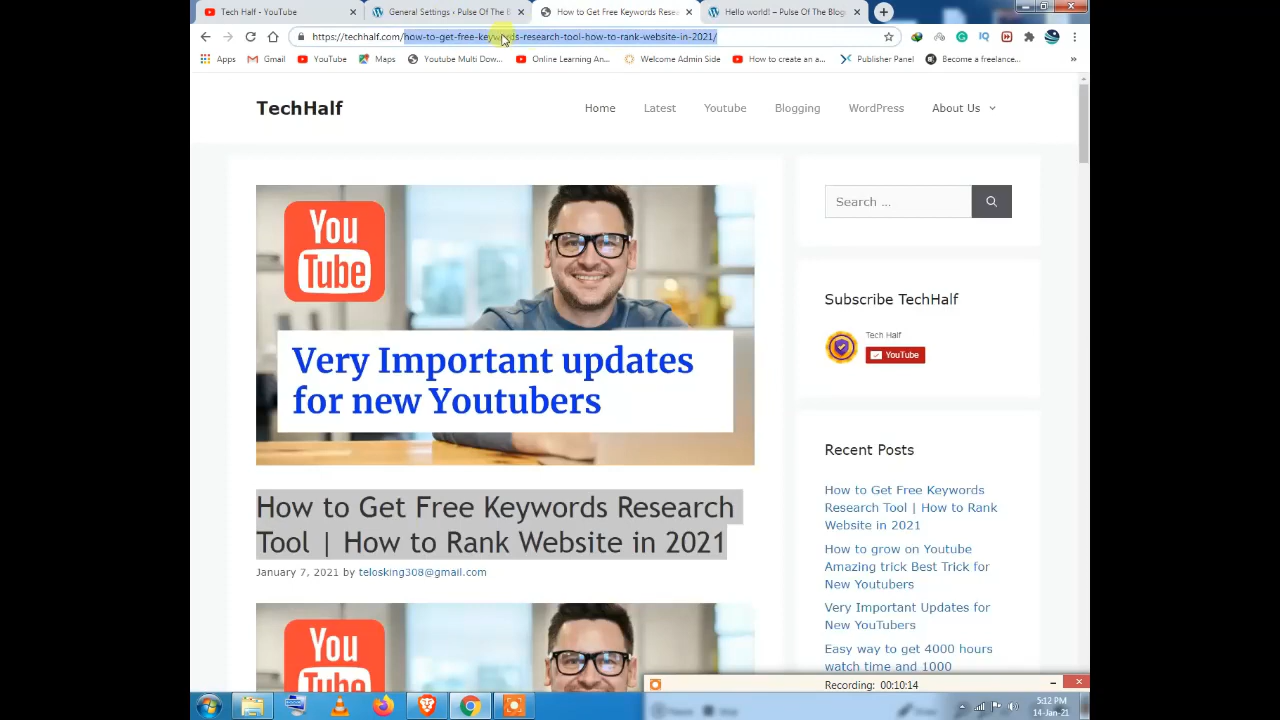 Tech Half - YouTube
General Settings ‹ Pulse Of The B
How to Get Free Keywords Rese
Hello world! – Pulse Of The Blog
https://techhalf.com/how-to-get-free-keywords-research-tool-how-to-rank-website-in-2021/
Apps
Gmail
YouTube
Maps
Youtube Multi Dow...
Online Learning An...
Welcome Admin Side
How to create an a...
Publisher Panel
Become a freelance...
TechHalf
Home
Latest
Youtube
Blogging
WordPress
About Us
You
Tube
Very Important updates
for new Youtubers
Search ...
Subscribe TechHalf
Tech Half
YouTube
How to Get Free Keywords Research
Tool | How to Rank Website in 2021
January 7, 2021 by telosking308@gmail.com
You
Tube
Recent Posts
How to Get Free Keywords
Research Tool | How to Rank
Website in 2021
How to grow on Youtube
Amazing trick Best Trick for
New Youtubers
Very Important Updates for
New YouTubers
Easy way to get 4000 hours
watch time and 1000
Recording: 00:10:14
5:12 PM
14-Jan-21